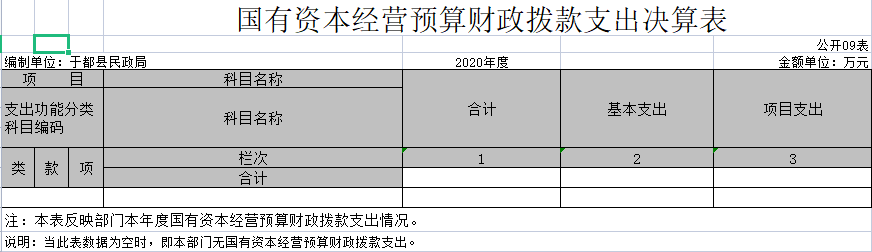 国有资本经营预算财政拨款支出决算表
公开09表
编制单位：于都县民政局 2020年度 金额单位：万元
项 目 科目名称 合计 基本支出 项目支出
支出功能分类
科目编码 科目名称
类 款 项 栏次 1 2 3
合计
注：本表反映部门本年度国有资本经营预算财政拨款支出情况。
说明：当此表数据为空时，即本部门无国有资本经营预算财政拨款支出。